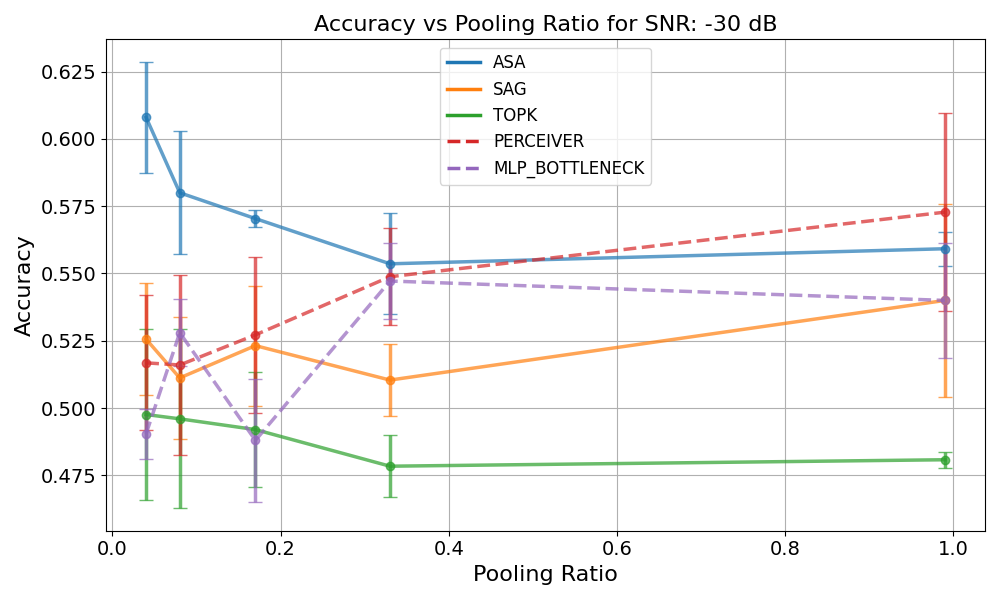 Accuracy vs Pooling Ratio for SNR: -30 dB
ASA
SAG
TOPK
PERCEIVER
MLP_BOTTLENECK
Accuracy
0.625
0.600
0.575
0.550
0.525
0.500
0.475
0.0 0.2 0.4 0.6 0.8 1.0
Pooling Ratio